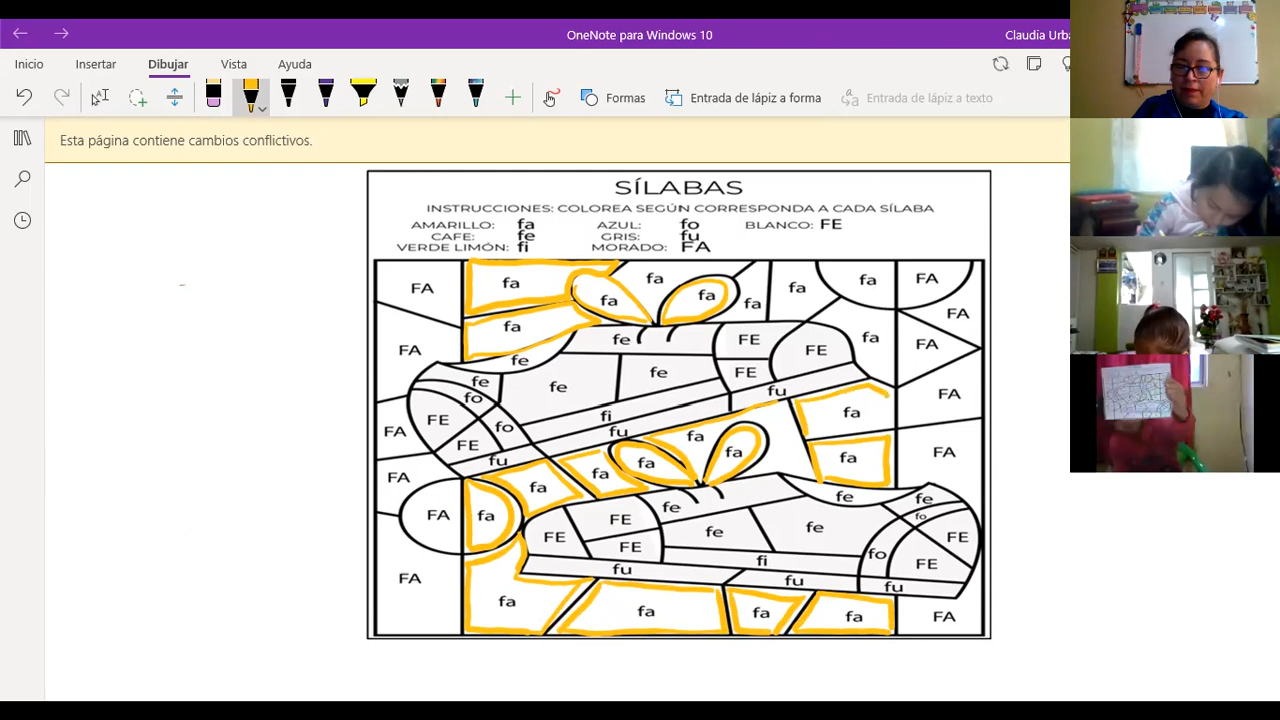 OneNote para Windows 10
Claudia Urba
Inicio Insertar Dibujar Vista Ayuda
Formas Entrada de lápiz a forma Entrada de lápiz a texto
Esta página contiene cambios conflictivos.
SÍLABAS
INSTRUCCIONES: COLOREA SEGÚN CORRESPONDA A CADA SÍLABA
AMARILLO: fa AZUL: fo BLANCO: FE
CAFE: fe GRIS: fu
VERDE LIMÓN: fi MORADO: FA
FA fa fa fa fa FA
fa fa fa
FA
fa fe FE fa
FA fe FE FA
fe fe fe fe FE
fo fu FA
FE fi fa
FA fo fu
FE fa FA
fu fa fa fa fa
FA fa fa
fe fe
FA fa FE fe fo
FE FE fe fe fo FE
fi FE
FA fu fu fu
fa fa fa fa FA